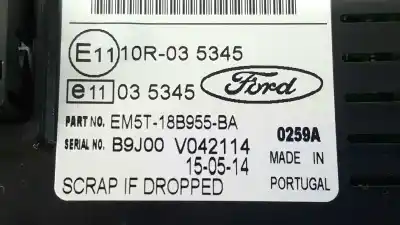 E11 10R-03 5345
e11 03 5345
Ford
PART NO. EM5T-18B955-BA
0259A
SERIAL NO. B9J00 V042114
15-05-14
MADE IN
PORTUGAL
SCRAP IF DROPPED